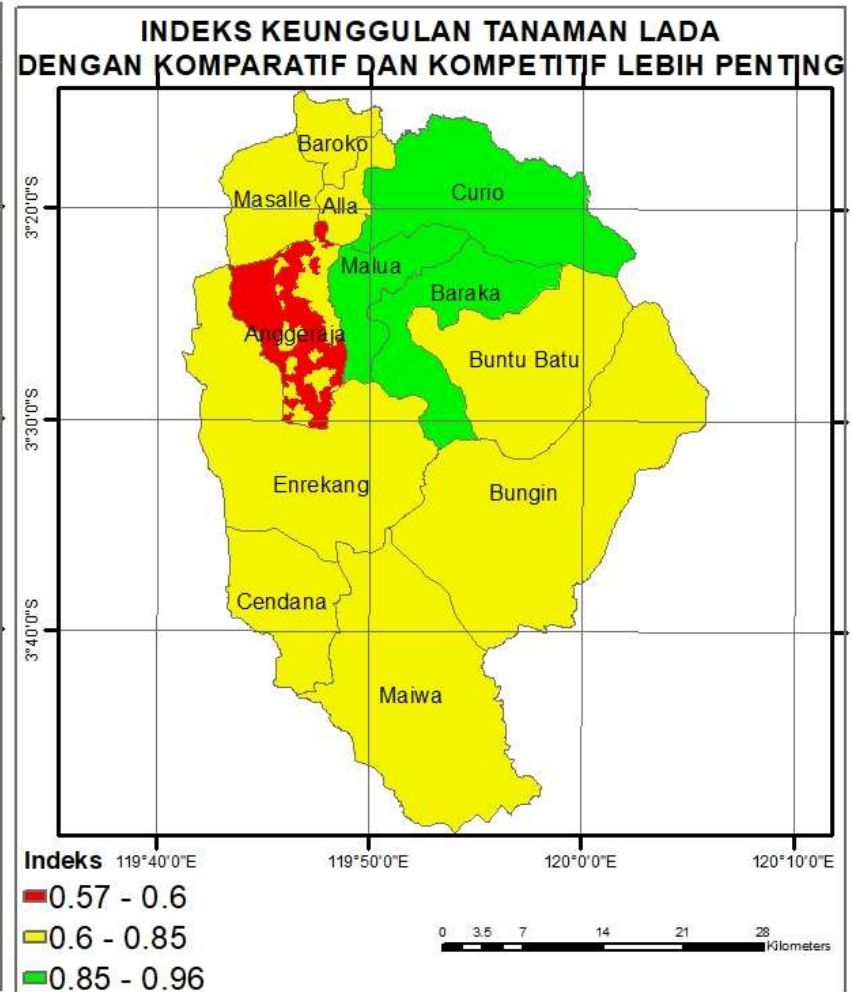 INDEKS KEUNGGULAN TANAMAN LADA
DENGAN KOMPARATIF DAN KOMPETITIF LEBIH PENTING
Baroko
Masalle
Alla
Curio
Malua
Baraka
Anggeraja
Buntu Batu
Enrekang
Bungin
Cendana
Maiwa
3°20'0"S
3°30'0"S
3°40'0"S
119°40'0"E
119°50'0"E
120°0'0"E
120°10'0"E
Indeks
0.57 - 0.6
0.6 - 0.85
0.85 - 0.96
0 3.5 7 14 21 28
Kilometers